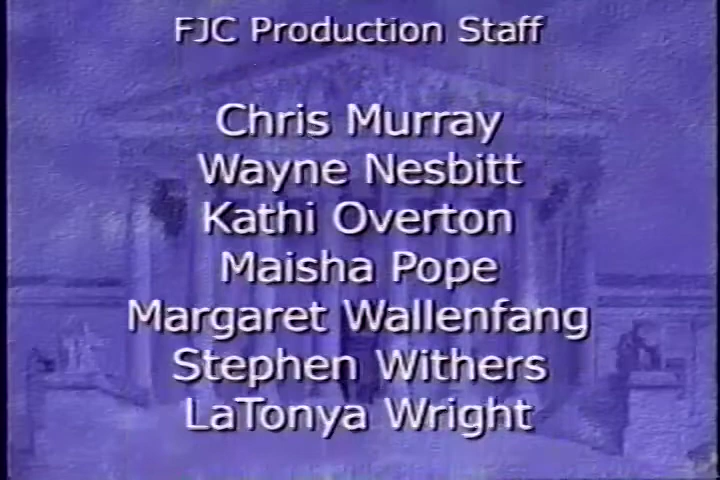 FJC Production Staff
Chris Murray
Wayne Nesbitt
Kathi Overton
Maisha Pope
Margaret Wallenfang
Stephen Withers
LaTonya Wright